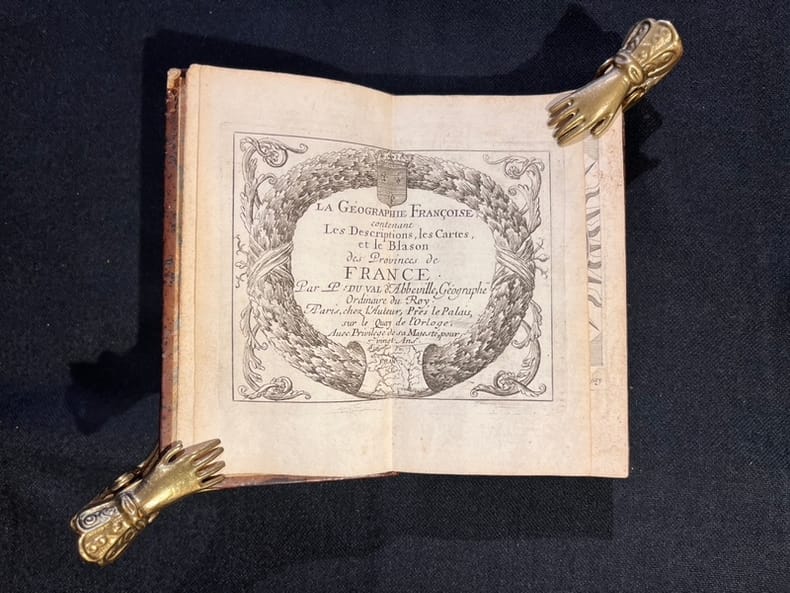 LA GÉOGRAPHIE FRANÇOISE
contenant
Les Descriptions, les Cartes,
et le Blason
des Provinces de
FRANCE.
Par P. DU VAL d'Abbeville, Géographe
Ordinaire du Roy.
A Paris, chez l'Auteur, Près le Palais,
sur le Quay de l'Orloge.
Avec Privilege de sa Majesté, pour
vingt Ans